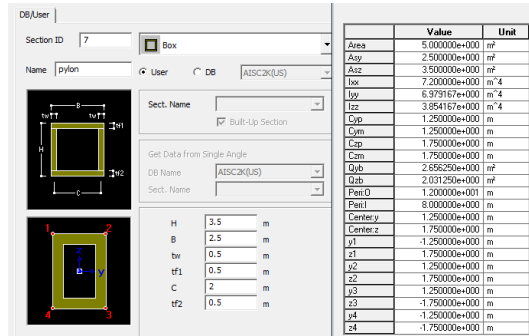 DB/User
Section ID 7 Box
Name pylon User DB AISC2K(US)
B
tw tw
tf1
H
tf2
C
Sect. Name
Built-Up Section
Get Data from Single Angle
DB Name AISC2K(US)
Sect. Name
1 2
z
y
4 3
H 3.5 m
B 2.5 m
tw 0.5 m
tf1 0.5 m
C 2 m
tf2 0.5 m
Value Unit
Area 5.000000e+000 m²
Asy 2.500000e+000 m²
Asz 3.500000e+000 m²
Ixx 7.200000e+000 m^4
Iyy 6.979167e+000 m^4
Izz 3.854167e+000 m^4
Cyp 1.250000e+000 m
Cym 1.250000e+000 m
Czp 1.750000e+000 m
Czm 1.750000e+000 m
Qyb 2.656250e+000 m²
Qzb 2.031250e+000 m²
Peri:O 1.200000e+001 m
Peri:I 8.000000e+000 m
Center:y 1.250000e+000 m
Center:z 1.750000e+000 m
y1 -1.250000e+000 m
z1 1.750000e+000 m
y2 1.250000e+000 m
z2 1.750000e+000 m
y3 1.250000e+000 m
z3 -1.750000e+000 m
y4 -1.250000e+000 m
z4 -1.750000e+000 m